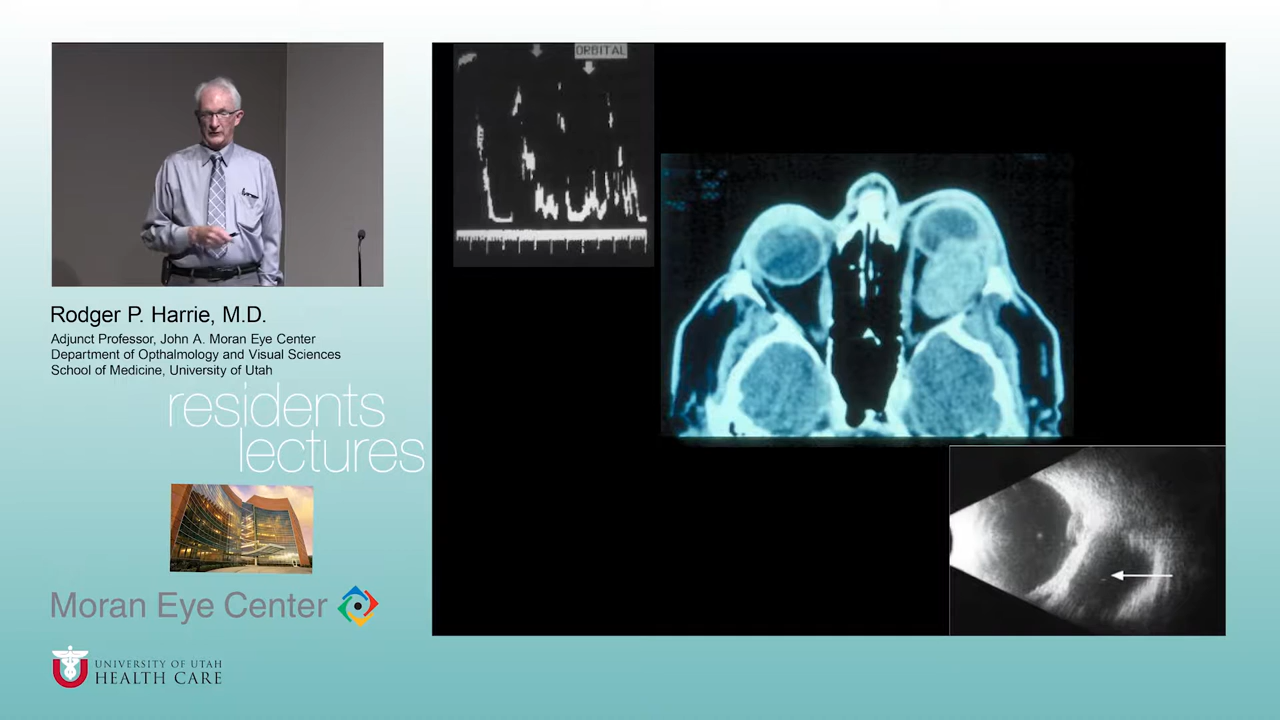 ORBITAL
Rodger P. Harrie, M.D.
Adjunct Professor, John A. Moran Eye Center
Department of Opthalmology and Visual Sciences
School of Medicine, University of Utah
residents
lectures
Moran Eye Center
UNIVERSITY OF UTAH
HEALTH CARE